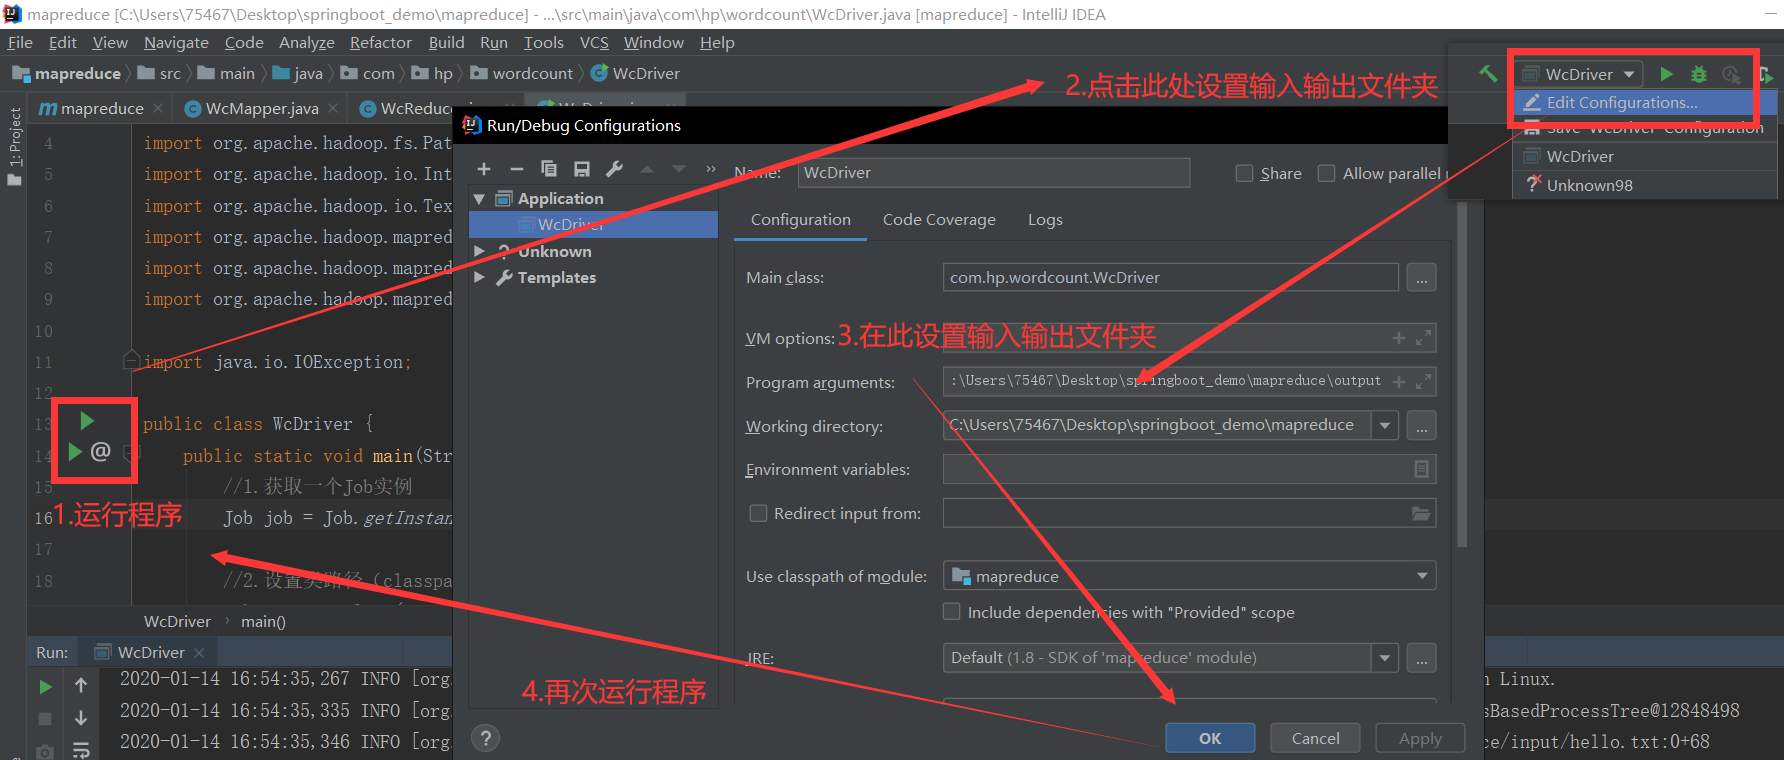 mapreduce [C:\Users\75467\Desktop\springboot_demo\mapreduce] - ...\src\main\java\com\hp\wordcount\WcDriver.java [mapreduce] - IntelliJ IDEA
File Edit View Navigate Code Analyze Refactor Build Run Tools VCS Window Help
mapreduce src main java com hp wordcount WcDriver
2.点击此处设置输入输出文件夹
WcDriver
Edit Configurations...
Save 'WcDriver' Configuration
WcDriver
Unknown98
mapreduce WcMapper.java
1: Project
Run/Debug Configurations
4 import org.apache.hadoop.fs.Pat
5 import org.apache.hadoop.io.Int
6 import org.apache.hadoop.io.Tex
7 import org.apache.hadoop.mapred
8 import org.apache.hadoop.mapred
9 import org.apache.hadoop.mapred
10
11 import java.io.IOException;
12
13 public class WcDriver {
14 public static void main(Str
15 //1.获取一个Job实例
16 Job job = Job.getInstan
17
18 //2.设置类路径 (classpa
1.运行程序
WcDriver main()
Application
WcDriver
Unknown
Templates
Name: WcDriver
Share Allow parallel
Configuration Code Coverage Logs
Main class: com.hp.wordcount.WcDriver ...
VM options:
3.在此设置输入输出文件夹
Program arguments: :\Users\75467\Desktop\springboot_demo\mapreduce\output
Working directory: C:\Users\75467\Desktop\springboot_demo\mapreduce ...
Environment variables:
Redirect input from:
Use classpath of module: mapreduce
Include dependencies with "Provided" scope
JRE: Default (1.8 - SDK of 'mapreduce' module) ...
4.再次运行程序
OK Cancel Apply
?
Run: WcDriver
2020-01-14 16:54:35,267 INFO [org.
2020-01-14 16:54:35,335 INFO [org.
2020-01-14 16:54:35,346 INFO [org.
n Linux.
sBasedProcessTree@12848498
ce/input/hello.txt:0+68